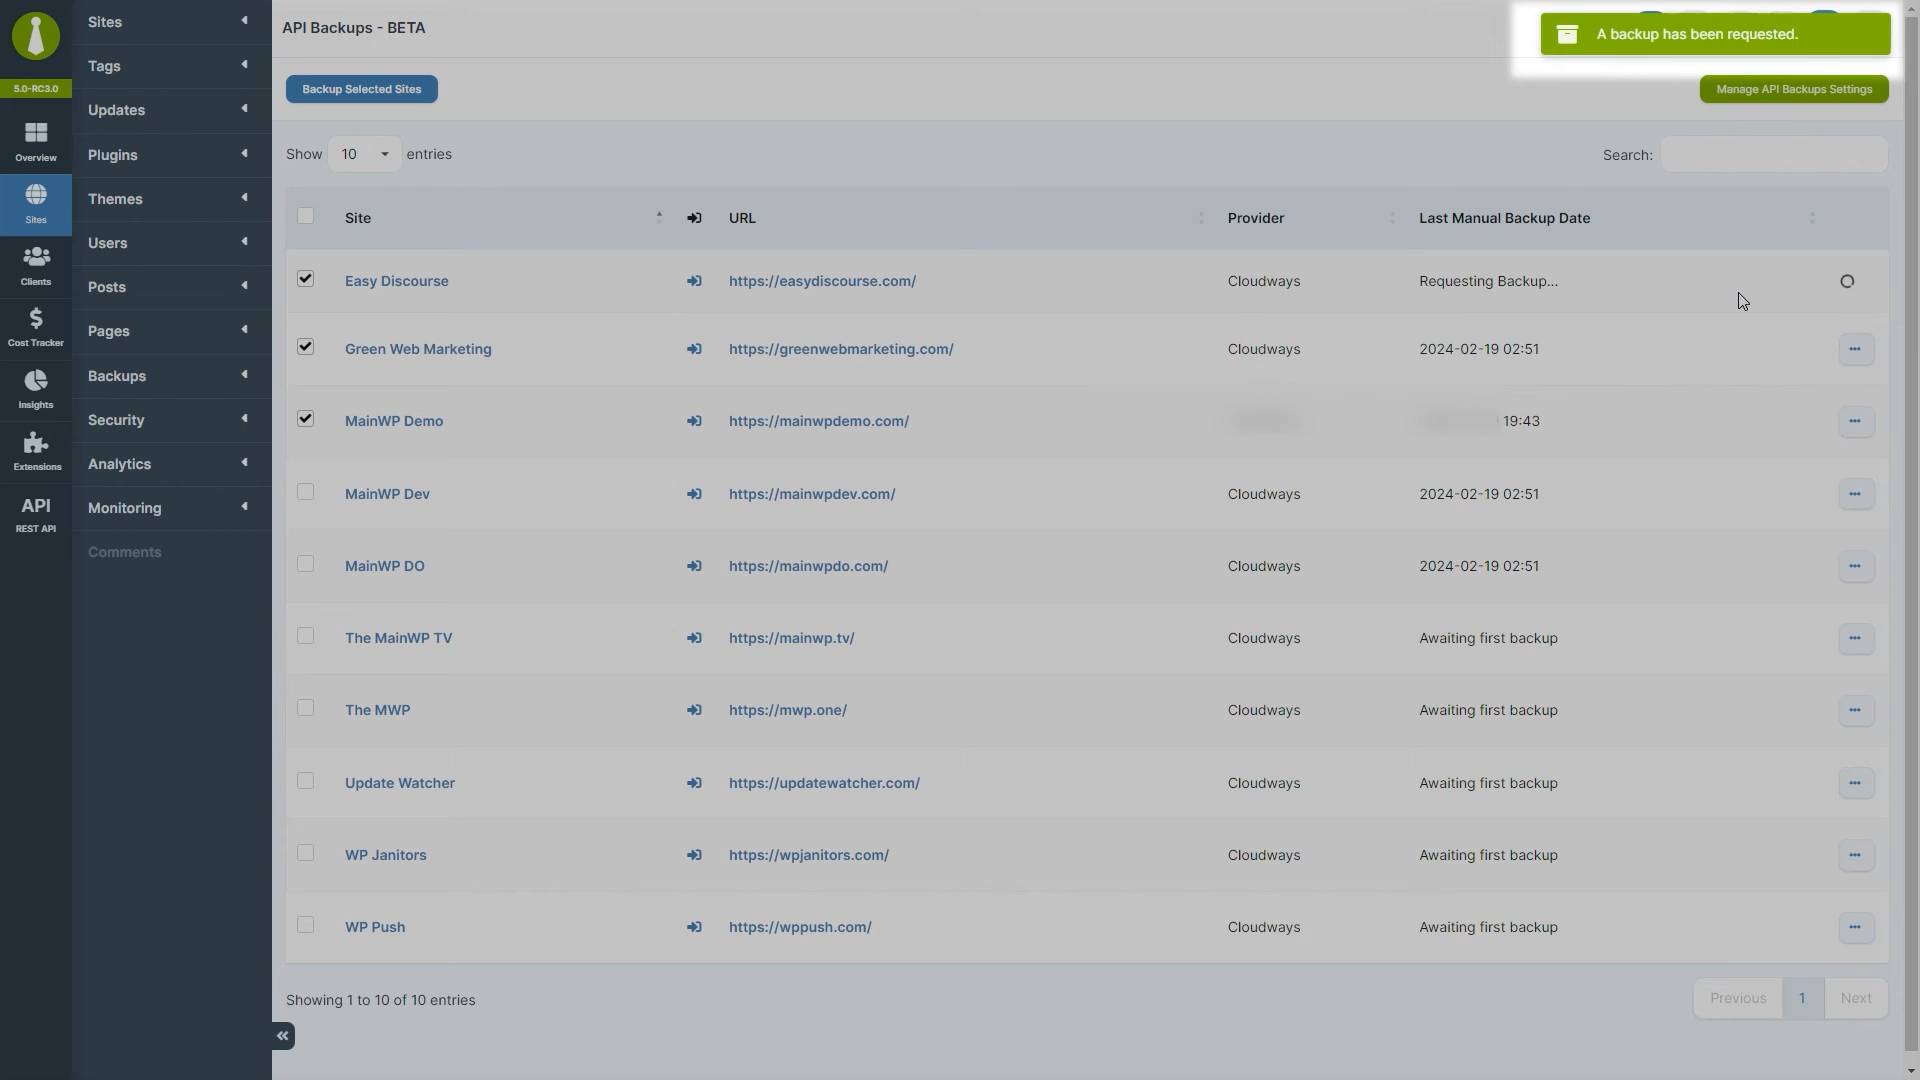 Sites
API Backups - BETA
A backup has been requested.
Tags
5.0-RC3.0
Backup Selected Sites
Manage API Backups Settings
Updates
Overview
Plugins
Show 10 entries
Search:
Themes
Sites
Site URL Provider Last Manual Backup Date
Users
Clients
Easy Discourse https://easydiscourse.com/ Cloudways Requesting Backup...
Posts
Pages
Cost Tracker
Green Web Marketing https://greenwebmarketing.com/ Cloudways 2024-02-19 02:51
Backups
Insights
Security
MainWP Demo https://mainwpdemo.com/ 19:43
Analytics
Extensions
MainWP Dev https://mainwpdev.com/ Cloudways 2024-02-19 02:51
Monitoring
API
REST API
Comments
MainWP DO https://mainwpdo.com/ Cloudways 2024-02-19 02:51
The MainWP TV https://mainwp.tv/ Cloudways Awaiting first backup
The MWP https://mwp.one/ Cloudways Awaiting first backup
Update Watcher https://updatewatcher.com/ Cloudways Awaiting first backup
WP Janitors https://wpjanitors.com/ Cloudways Awaiting first backup
WP Push https://wppush.com/ Cloudways Awaiting first backup
Showing 1 to 10 of 10 entries
Previous 1 Next